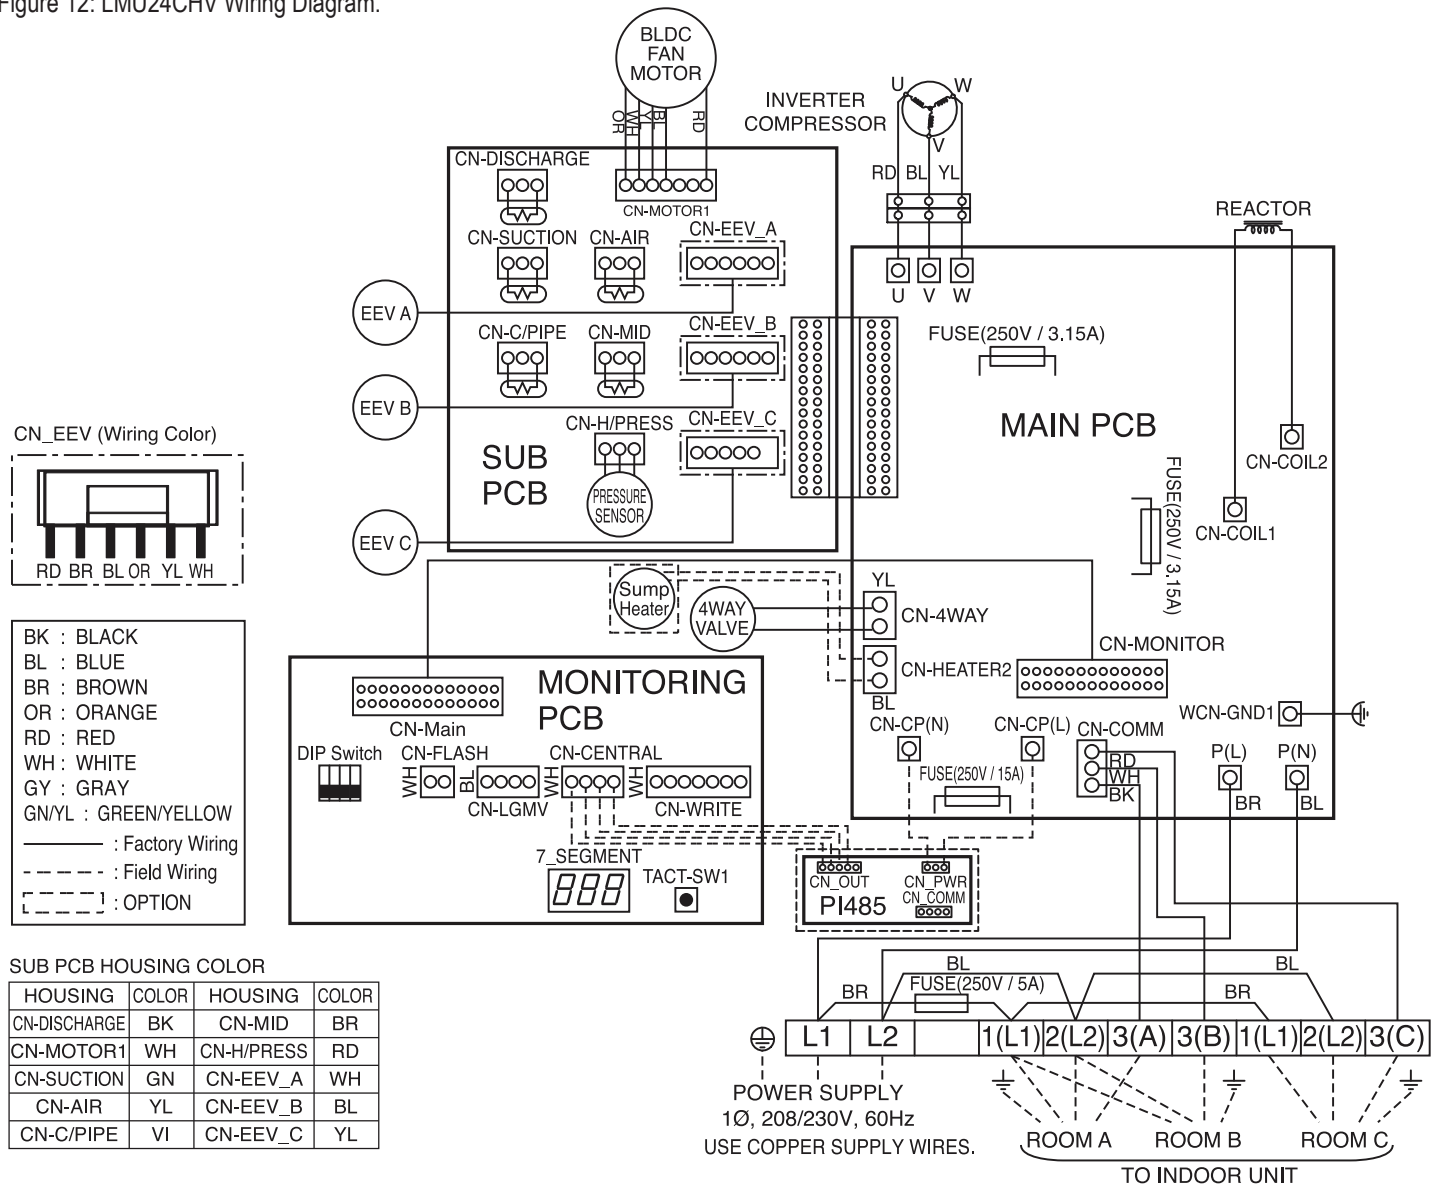 Figure 12: LMU24CHV Wiring Diagram.
BLDC
FAN
MOTOR
OR
WH
YL
BL
RD
INVERTER
COMPRESSOR
U
W
V
RD BL YL
REACTOR
CN-DISCHARGE
CN-MOTOR1
CN-SUCTION
CN-AIR
CN-EEV_A
EEV A
CN-C/PIPE
CN-MID
CN-EEV_B
EEV B
CN-H/PRESS
CN-EEV_C
SUB
PCB
PRESSURE
SENSOR
EEV C
U
V
W
FUSE(250V / 3.15A)
MAIN PCB
CN-COIL2
CN-COIL1
FUSE(250V / 3.15A)
CN_EEV (Wiring Color)
RD BR BL OR YL WH
BK : BLACK
BL : BLUE
BR : BROWN
OR : ORANGE
RD : RED
WH : WHITE
GY : GRAY
GN/YL : GREEN/YELLOW
: Factory Wiring
: Field Wiring
: OPTION
Sump
Heater
4WAY
VALVE
YL
CN-4WAY
CN-HEATER2
BL
CN-MONITOR
WCN-GND1
CN-CP(N)
CN-CP(L)
CN-COMM
RD
WH
BK
P(L)
P(N)
BR
BL
FUSE(250V / 15A)
MONITORING
PCB
CN-Main
DIP Switch
CN-FLASH
WH
BL
CN-LGMV
CN-CENTRAL
WH
WH
CN-WRITE
7_SEGMENT
TACT-SW1
CN_OUT
CN_PWR
CN_COMM
PI485
SUB PCB HOUSING COLOR
HOUSING COLOR HOUSING COLOR
CN-DISCHARGE BK CN-MID BR
CN-MOTOR1 WH CN-H/PRESS RD
CN-SUCTION GN CN-EEV_A WH
CN-AIR YL CN-EEV_B BL
CN-C/PIPE VI CN-EEV_C YL
BL
BL
BR
FUSE(250V / 5A)
BR
L1 L2 1(L1) 2(L2) 3(A) 3(B) 1(L1) 2(L2) 3(C)
POWER SUPPLY
1Ø, 208/230V, 60Hz
USE COPPER SUPPLY WIRES.
ROOM A
ROOM B
ROOM C
TO INDOOR UNIT